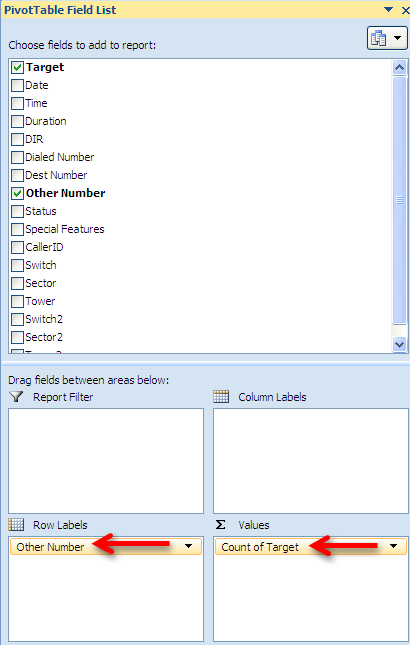 PivotTable Field List
Choose fields to add to report:
Target
Date
Time
Duration
DIR
Dialed Number
Dest Number
Other Number
Status
Special Features
CallerID
Switch
Sector
Tower
Switch2
Sector2
Drag fields between areas below:
Report Filter
Column Labels
Row Labels
Σ Values
Other Number
Count of Target